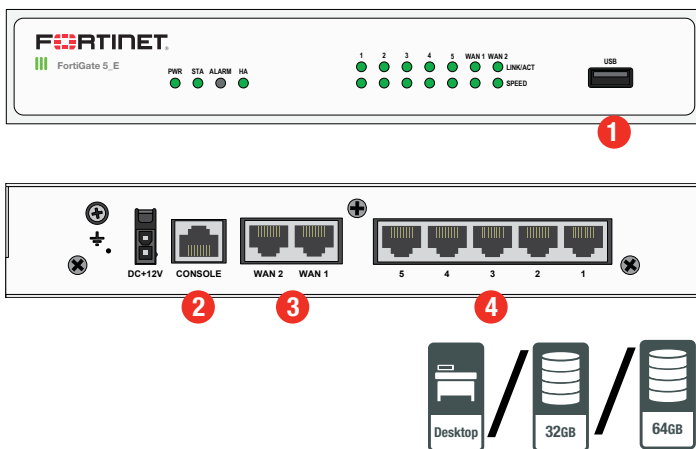 FORTINET.
FortiGate 5_E
PWR STA ALARM HA
1 2 3 4 5 WAN 1 WAN 2
LINK/ACT
SPEED
USB
1
DC+12V CONSOLE WAN 2 WAN 1 5 4 3 2 1
2 3 4
Desktop 32GB 64GB